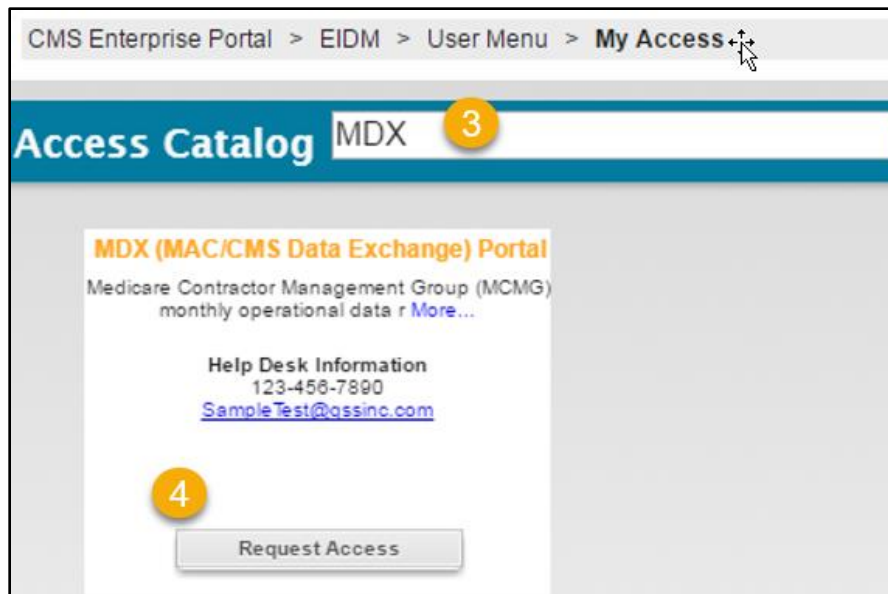 CMS Enterprise Portal > EIDM > User Menu > My Access
Access Catalog MDX 3
MDX (MAC/CMS Data Exchange) Portal
Medicare Contractor Management Group (MCMG)
monthly operational data r More...
Help Desk Information
123-456-7890
SampleTest@qssinc.com
4
Request Access